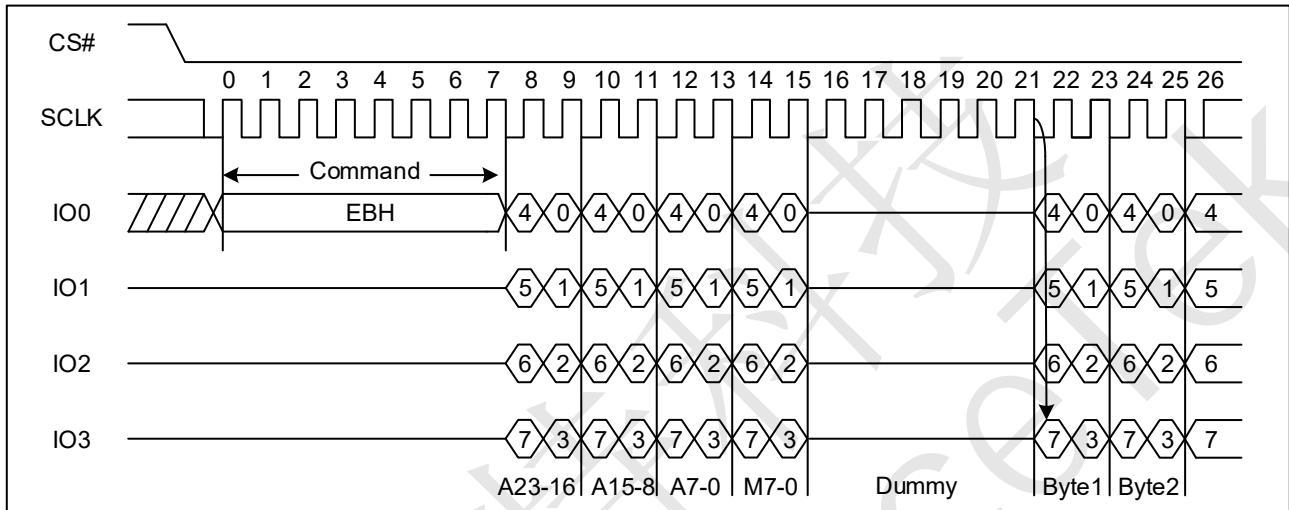 CS#
0 1 2 3 4 5 6 7 8 9 10 11 12 13 14 15 16 17 18 19 20 21 22 23 24 25 26
SCLK
Command
IO0 EBH 4 0 4 0 4 0 4 0 4 0 4 0 4
IO1 5 1 5 1 5 1 5 1 5 1 5 1 5
IO2 6 2 6 2 6 2 6 2 6 2 6 2 6
IO3 7 3 7 3 7 3 7 3 7 3 7 3 7
A23-16 A15-8 A7-0 M7-0 Dummy Byte1 Byte2